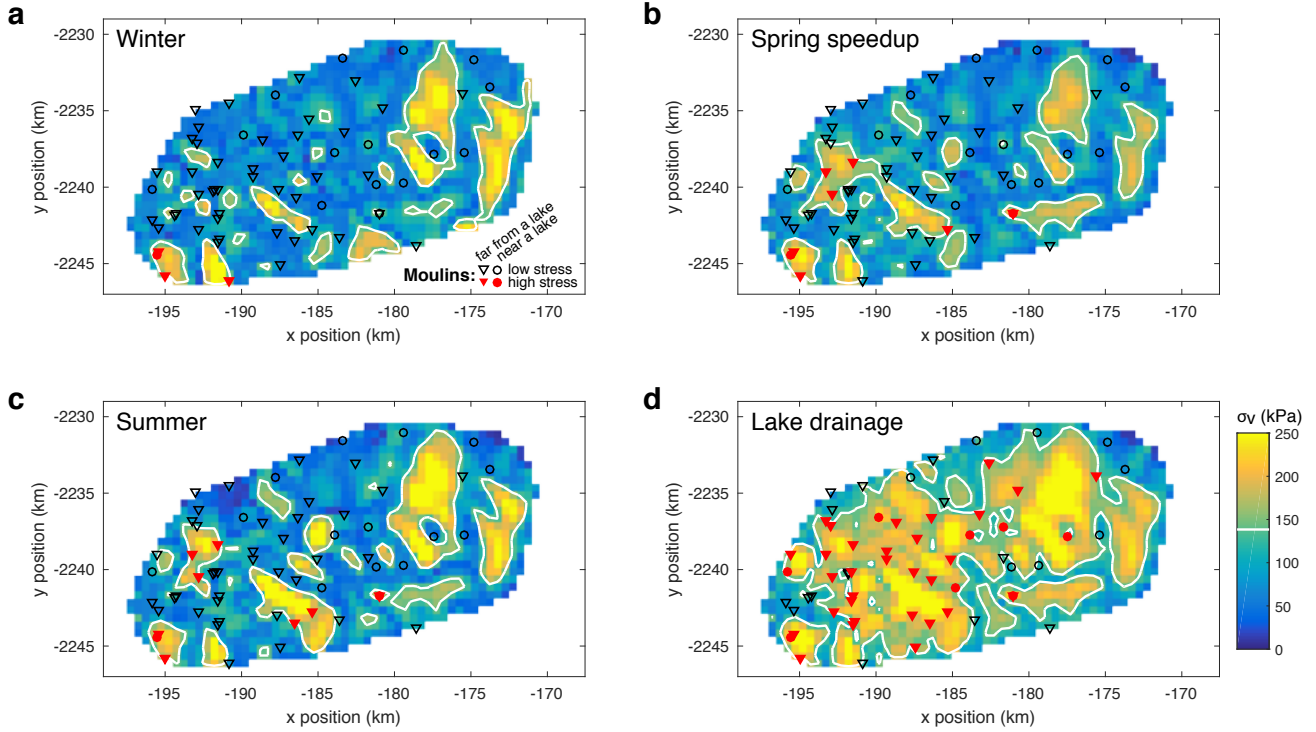 a
Winter
-2230
-2235
-2240
-2245
y position (km)
-195
-190
-185
-180
-175
-170
x position (km)
far from a lake
near a lake
Moulins:
low stress
high stress
b
Spring speedup
-2230
-2235
-2240
-2245
y position (km)
-195
-190
-185
-180
-175
-170
x position (km)
c
Summer
-2230
-2235
-2240
-2245
y position (km)
-195
-190
-185
-180
-175
-170
x position (km)
d
Lake drainage
-2230
-2235
-2240
-2245
y position (km)
-195
-190
-185
-180
-175
-170
x position (km)
σv (kPa)
250
200
150
100
50
0